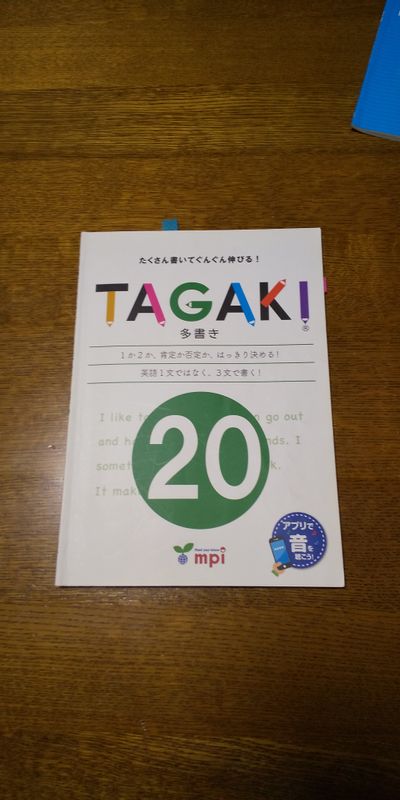 たくさん書いてぐんぐん伸びる！
TAGAKI®
多書き
1か2か、肯定か否定か、はっきり決める！
英語1文ではなく、3文で書く！
I like go out
and nds. I
k.
It
20
アプリで
音を
聴こう！
mpi